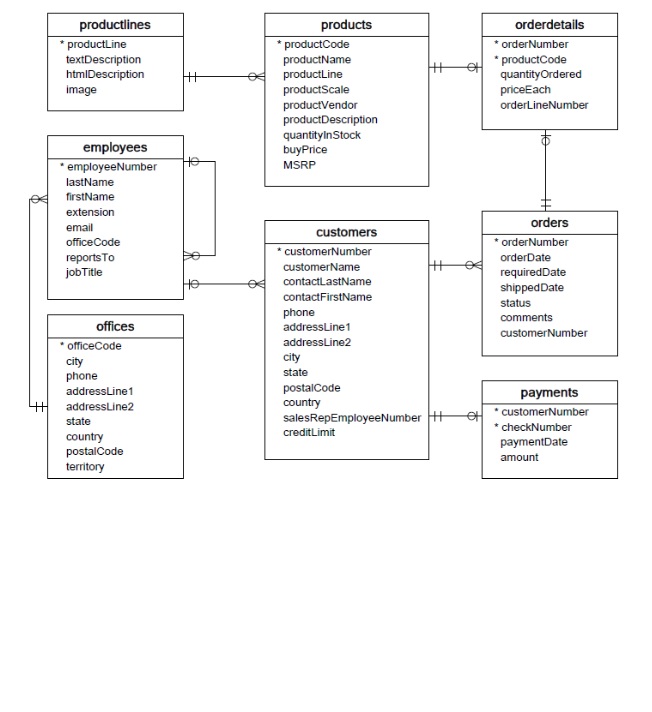 productlines
* productLine
textDescription
htmlDescription
image
products
* productCode
productName
productLine
productScale
productVendor
productDescription
quantityInStock
buyPrice
MSRP
orderdetails
* orderNumber
* productCode
quantityOrdered
priceEach
orderLineNumber
employees
* employeeNumber
lastName
firstName
extension
email
officeCode
reportsTo
jobTitle
customers
* customerNumber
customerName
contactLastName
contactFirstName
phone
addressLine1
addressLine2
city
state
postalCode
country
salesRepEmployeeNumber
creditLimit
orders
* orderNumber
orderDate
requiredDate
shippedDate
status
comments
customerNumber
offices
* officeCode
city
phone
addressLine1
addressLine2
state
country
postalCode
territory
payments
* customerNumber
* checkNumber
paymentDate
amount